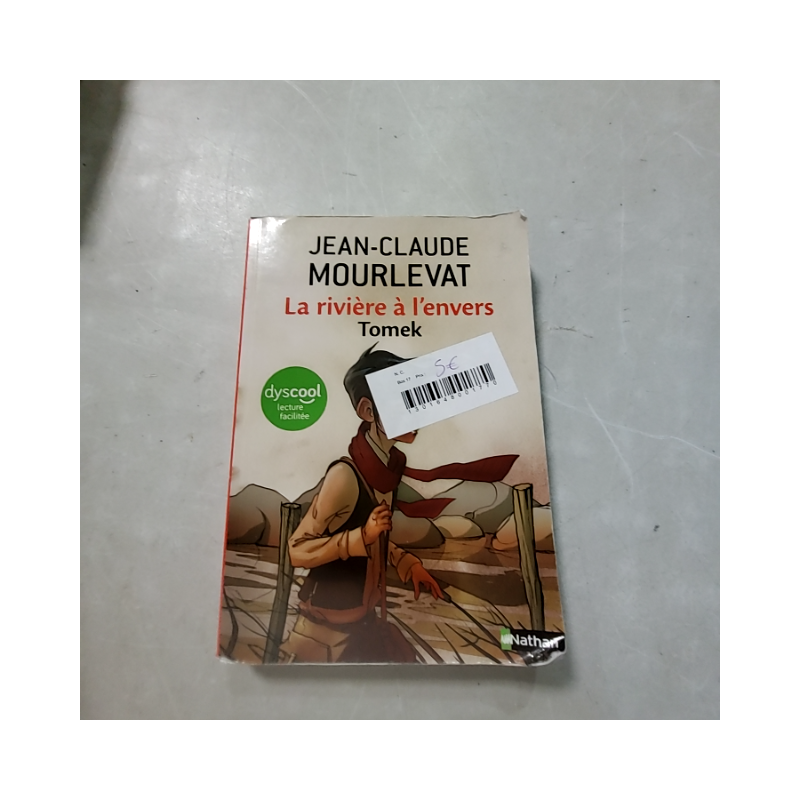 JEAN-CLAUDE
MOURLEVAT
La rivière à l'envers
Tomek
dyscool
lecture
facilitée
5€
Nathan